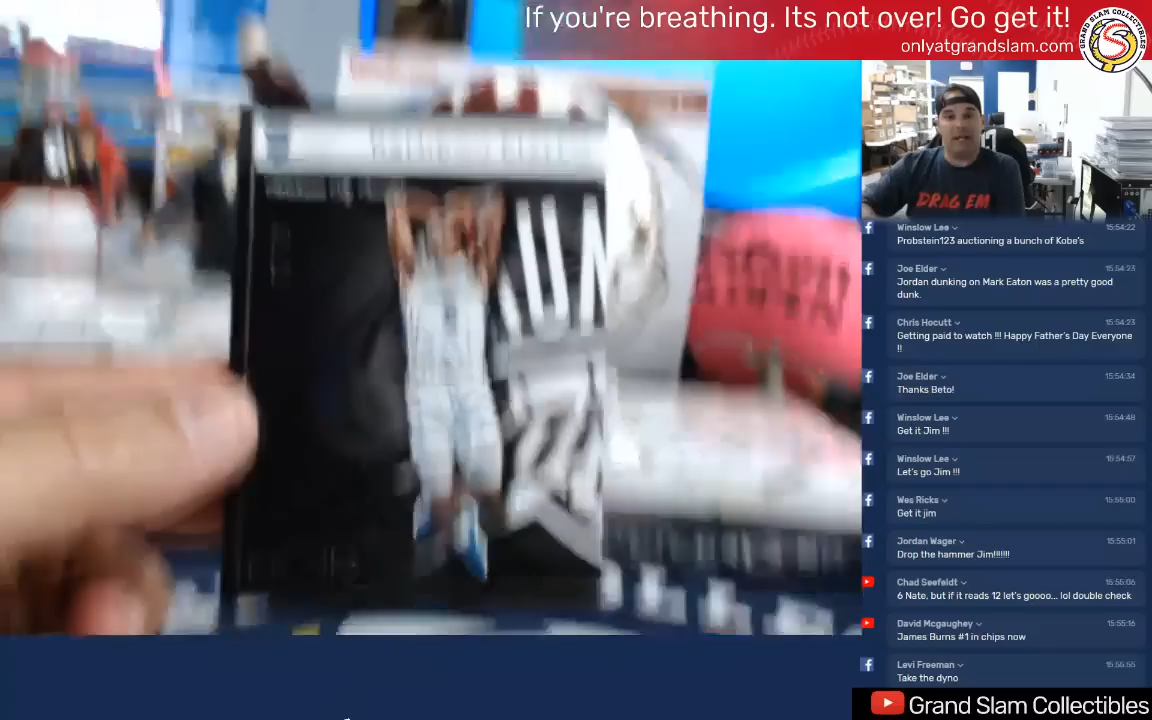 If you're breathing. Its not over! Go get it!
onlyatgrandslam.com
GRAND SLAM COLLECTIBLES
DRAG EM
Winslow Lee 15:54:22
Probstein123 auctioning a bunch of Kobe's
Joe Elder 15:54:23
Jordan dunking on Mark Eaton was a pretty good
dunk.
Chris Hocutt 15:54:23
Getting paid to watch !!! Happy Father's Day Everyone
!!
Joe Elder 15:54:34
Thanks Beto!
Winslow Lee 15:54:48
Get it Jim !!!
Winslow Lee 15:54:57
Let's go Jim !!!
Wes Ricks 15:55:00
Get it jim
Jordan Wager 15:55:01
Drop the hammer Jim!!!!!!!
Chad Seefeldt 15:55:06
6 Nate, but if it reads 12 let's goooo... lol double check
David Mcgaughey 15:55:16
James Burns #1 in chips now
Levi Freeman 15:55:55
Take the dyno
Grand Slam Collectibles